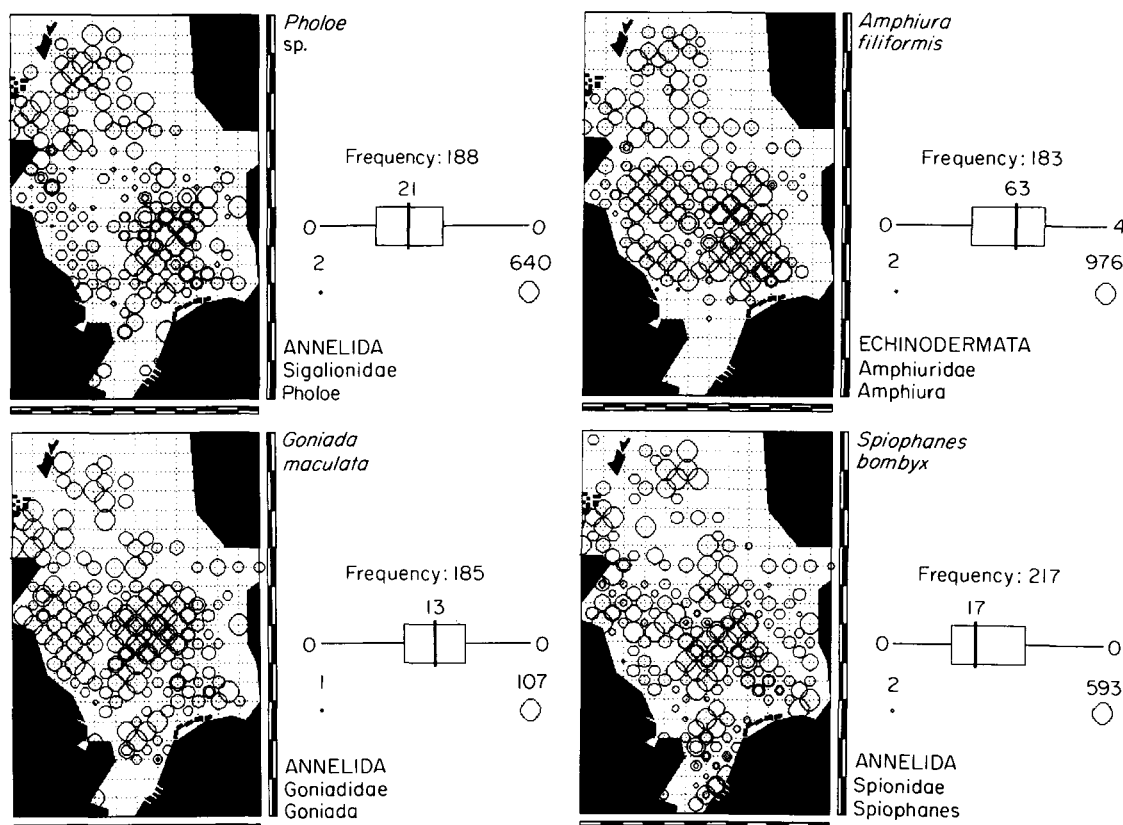 Pholoe
sp.
Frequency: 188
21
0
0
2
640
ANNELIDA
Sigalionidae
Pholoe
Amphiura
filiformis
Frequency: 183
63
0
4
2
976
ECHINODERMATA
Amphiuridae
Amphiura
Goniada
maculata
Frequency: 185
13
0
0
1
107
ANNELIDA
Goniadidae
Goniada
Spiophanes
bombyx
Frequency: 217
17
0
0
2
593
ANNELIDA
Spionidae
Spiophanes